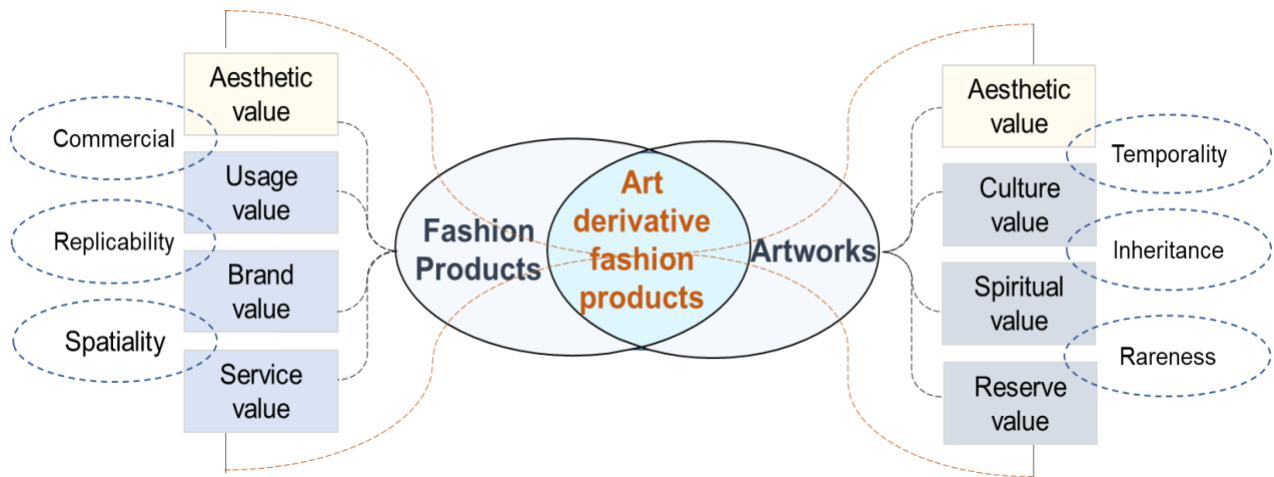 Aesthetic
value
Usage
value
Brand
value
Service
value
Commercial
Replicability
Spatiality
Fashion
Products
Art
derivative
fashion
products
Artworks
Aesthetic
value
Culture
value
Spiritual
value
Reserve
value
Temporality
Inheritance
Rareness